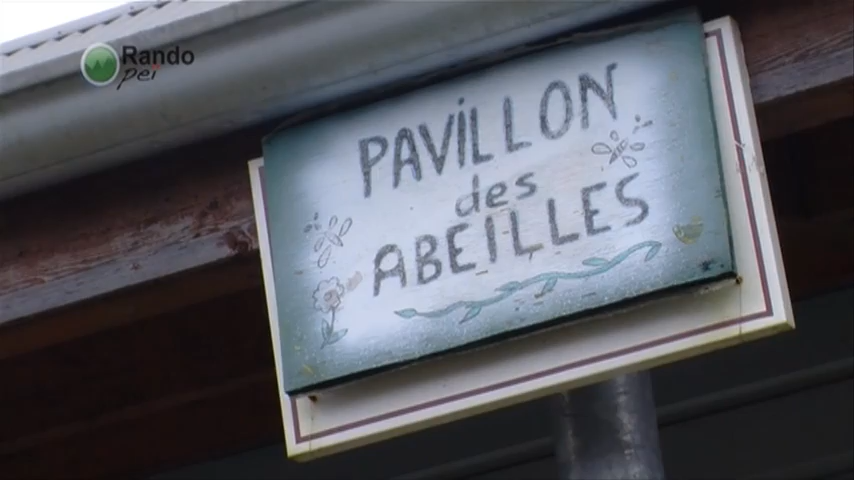 Rando
pei
PAVILLON
des
ABEILLES